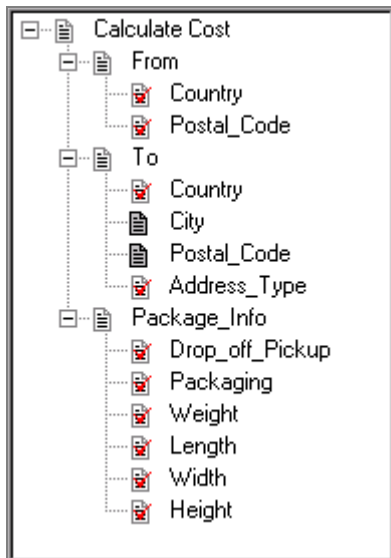 Calculate Cost
From
Country
Postal_Code
To
Country
City
Postal_Code
Address_Type
Package_Info
Drop_off_Pickup
Packaging
Weight
Length
Width
Height